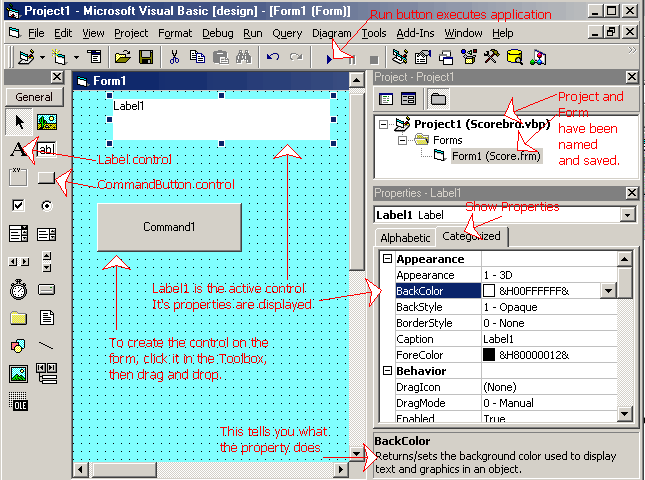 Project1 - Microsoft Visual Basic [design] - [Form1 (Form)]
Run button executes application
File Edit View Project Format Debug Run Query Diagram Tools Add-Ins Window Help
General
Form1
Label1
A
ab|
xv
Label control
CommandButton control
Command1
Label1 is the active control
It's properties are displayed
To create the control on the
form, click it in the Toolbox,
then drag and drop.
This tells you what
the property does.
OLE
Project - Project1
Project1 (Scorebro.vbp)
Forms
Form1 (Score.frm)
Project and
Form
have been
named
and saved.
Properties - Label1
Show Properties
Label1 Label
Alphabetic Categorized
Appearance
Appearance 1 - 3D
BackColor &H00FFFFFF&
BackStyle 1 - Opaque
BorderStyle 0 - None
Caption Label1
ForeColor &H80000012&
Behavior
DragIcon (None)
DragMode 0 - Manual
Enabled True
BackColor
Returns/sets the background color used to display
text and graphics in an object.